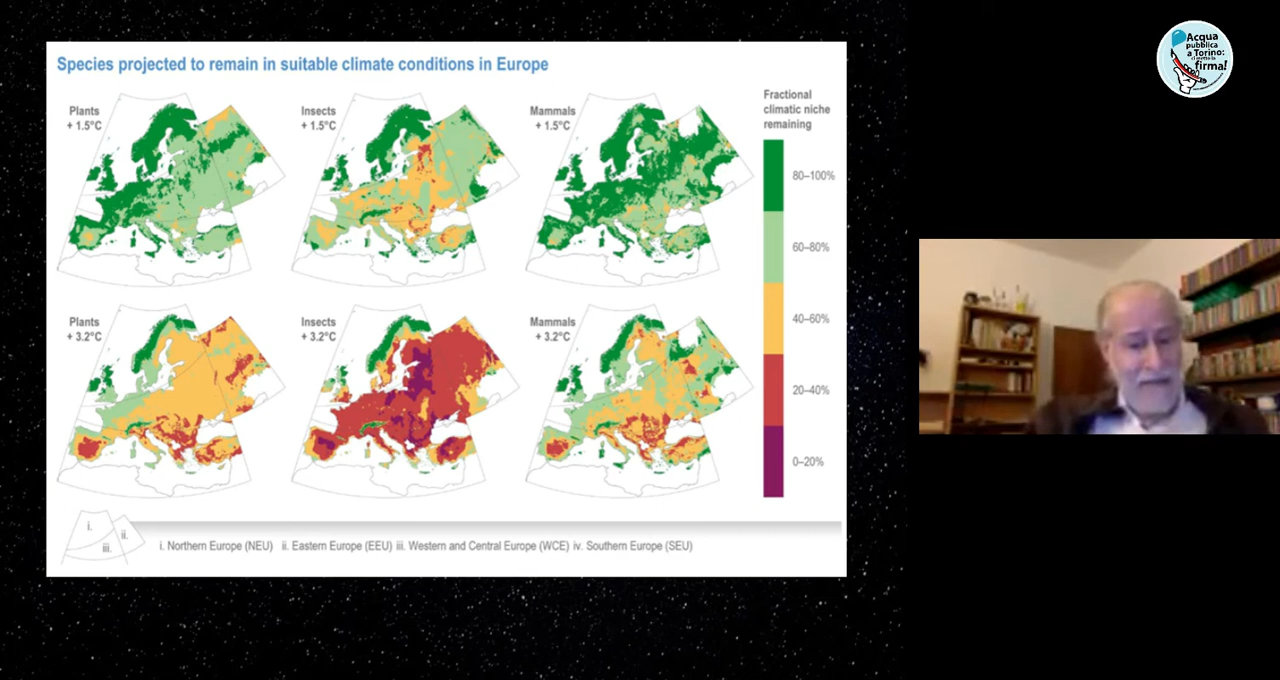 Species projected to remain in suitable climate conditions in Europe
Plants
+ 1.5°C
Insects
+ 1.5°C
Mammals
+ 1.5°C
Fractional
climatic niche
remaining
80–100%
60–80%
40–60%
20–40%
0–20%
Plants
+ 3.2°C
Insects
+ 3.2°C
Mammals
+ 3.2°C
i.
ii.
iii.
i. Northern Europe (NEU) ii. Eastern Europe (EEU) iii. Western and Central Europe (WCE) iv. Southern Europe (SEU)
Acqua
pubblica
a Torino:
ci metto la
firma!